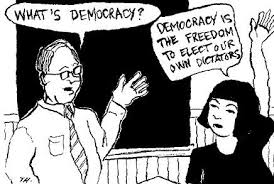 WHAT'S DEMOCRACY?
DEMOCRACY IS
THE FREEDOM
TO ELECT OUR
OWN DICTATORS